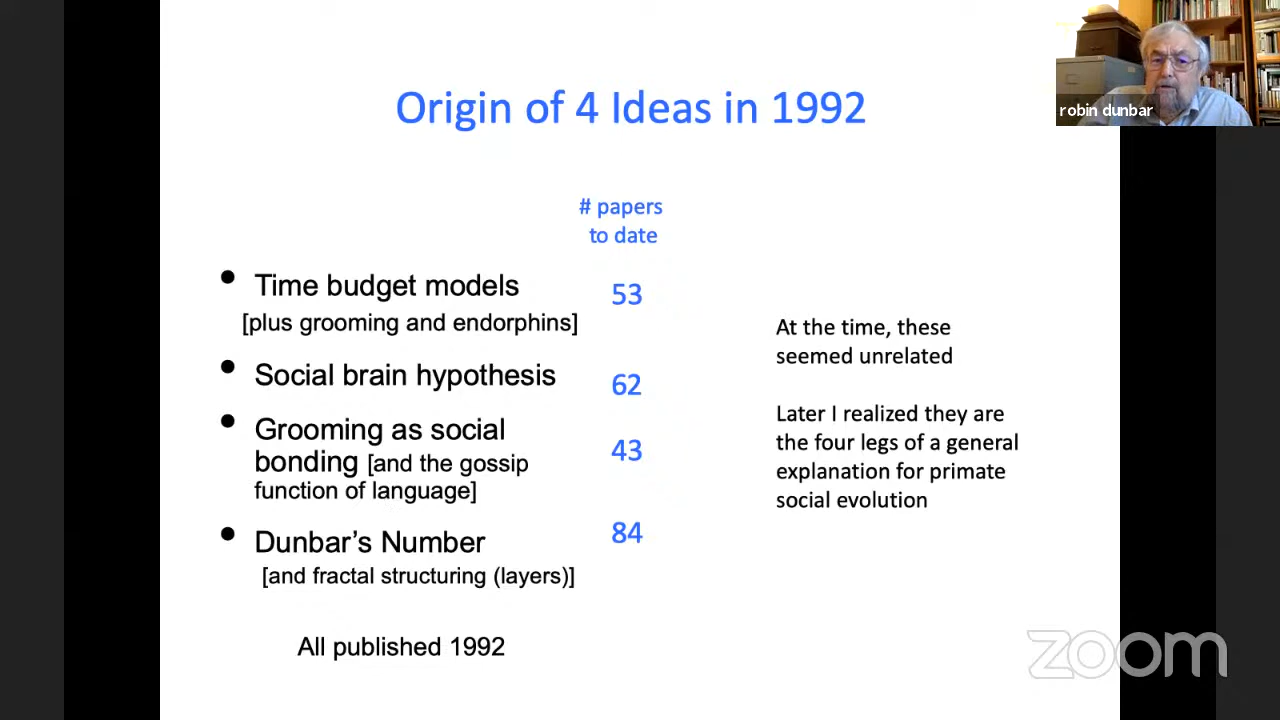 Origin of 4 Ideas in 1992
robin dunbar
# papers
to date
• Time budget models
53
[plus grooming and endorphins]
• Social brain hypothesis
62
• Grooming as social
bonding [and the gossip
function of language]
43
• Dunbar’s Number
84
[and fractal structuring (layers)]
All published 1992
At the time, these
seemed unrelated
Later I realized they are
the four legs of a general
explanation for primate
social evolution
zoom